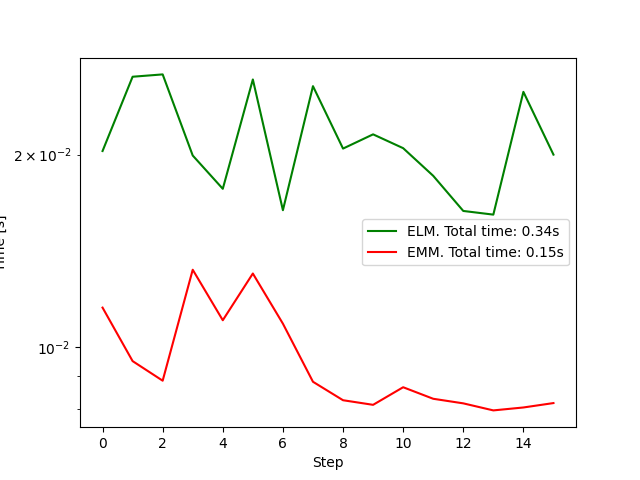 Time [s]
2 × 10⁻²
10⁻²
ELM. Total time: 0.34s
EMM. Total time: 0.15s
0 2 4 6 8 10 12 14
Step